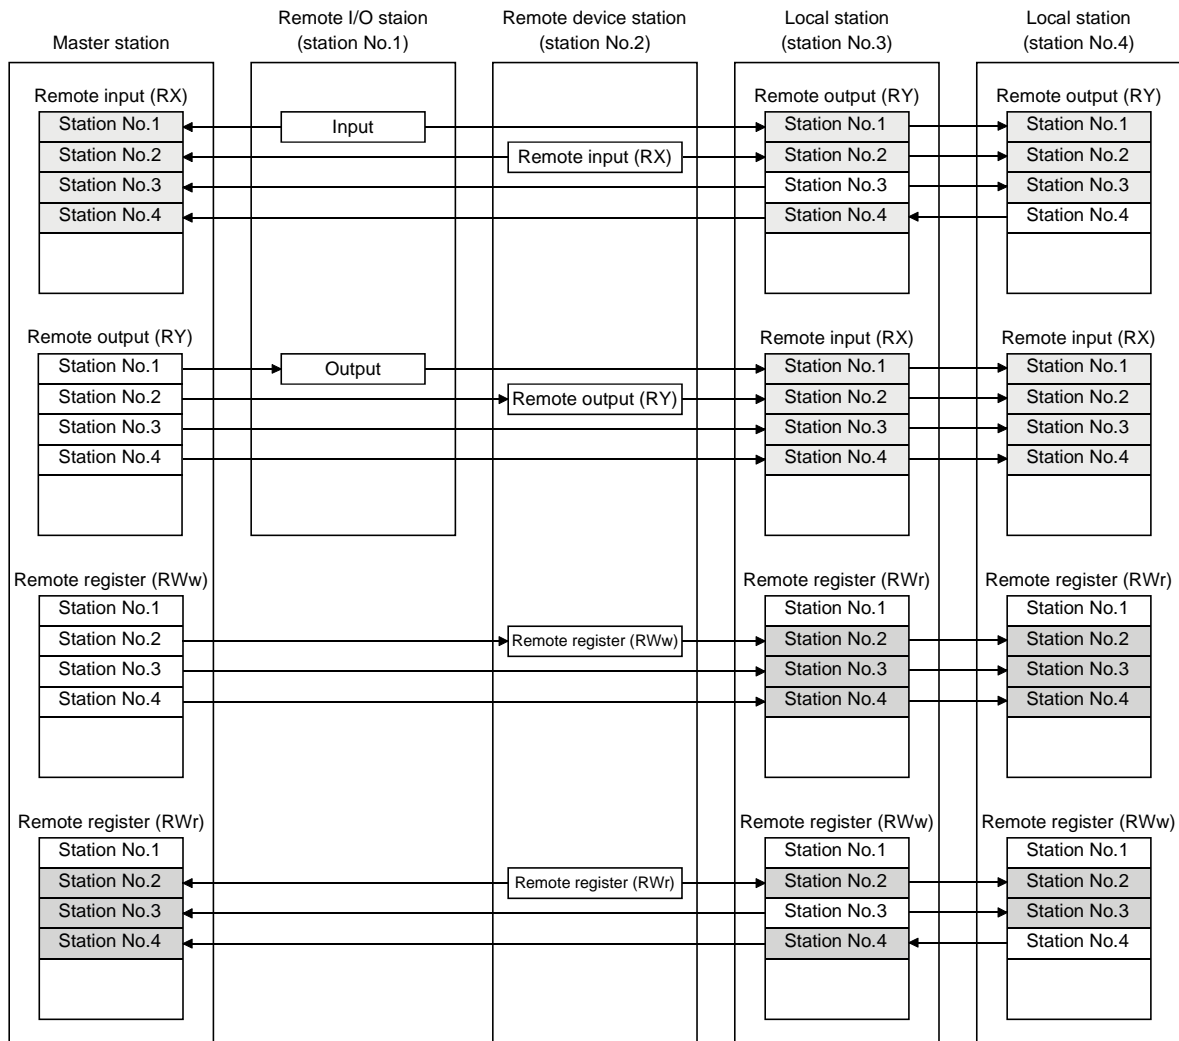 Master station
Remote I/O staion
(station No.1)
Remote device station
(station No.2)
Local station
(station No.3)
Local station
(station No.4)
Remote input (RX)
Remote output (RY)
Remote output (RY)
Station No.1
Input
Station No.1
Station No.1
Station No.2
Remote input (RX)
Station No.2
Station No.2
Station No.3
Station No.3
Station No.3
Station No.4
Station No.4
Station No.4
Remote output (RY)
Remote input (RX)
Remote input (RX)
Station No.1
Output
Station No.1
Station No.1
Station No.2
Remote output (RY)
Station No.2
Station No.2
Station No.3
Station No.3
Station No.3
Station No.4
Station No.4
Station No.4
Remote register (RWw)
Remote register (RWr)
Remote register (RWr)
Station No.1
Station No.1
Station No.1
Station No.2
Remote register (RWw)
Station No.2
Station No.2
Station No.3
Station No.3
Station No.3
Station No.4
Station No.4
Station No.4
Remote register (RWr)
Remote register (RWw)
Remote register (RWw)
Station No.1
Station No.1
Station No.1
Station No.2
Remote register (RWr)
Station No.2
Station No.2
Station No.3
Station No.3
Station No.3
Station No.4
Station No.4
Station No.4